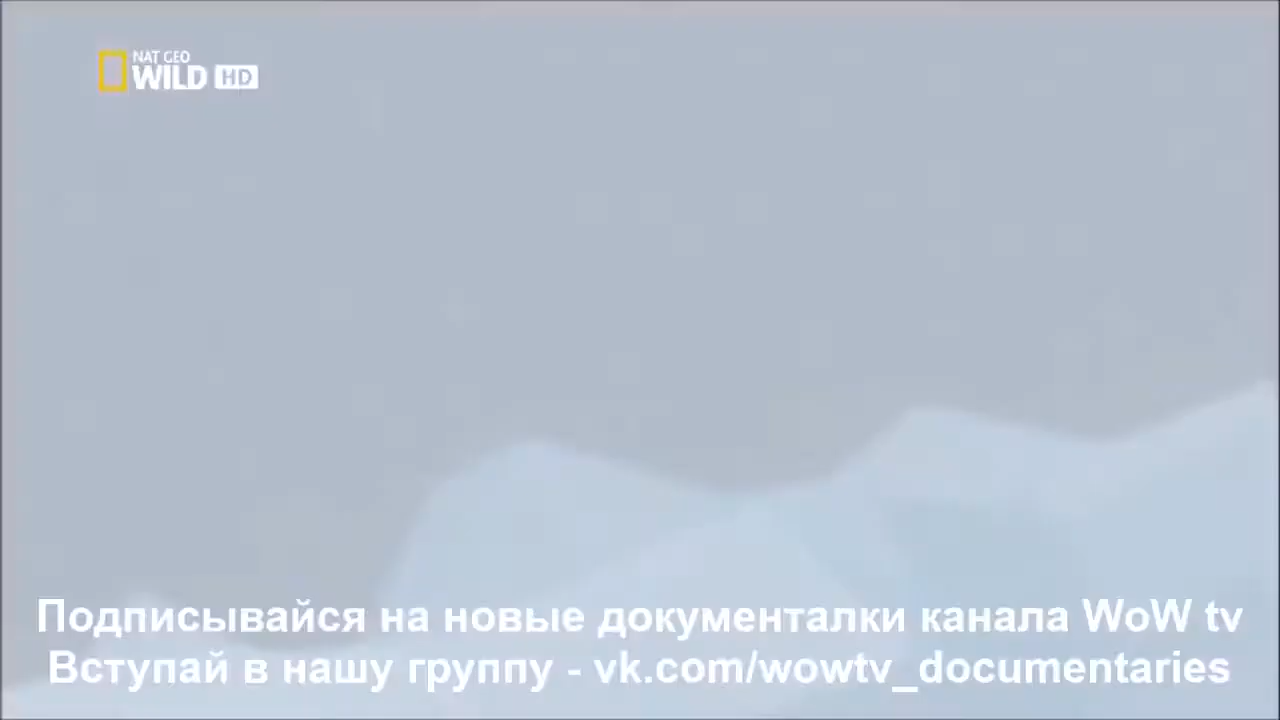 NAT GEO
WILD HD
Подписывайся на новые документалки канала WoW tv
Вступай в нашу группу - vk.com/wowtv_documentaries